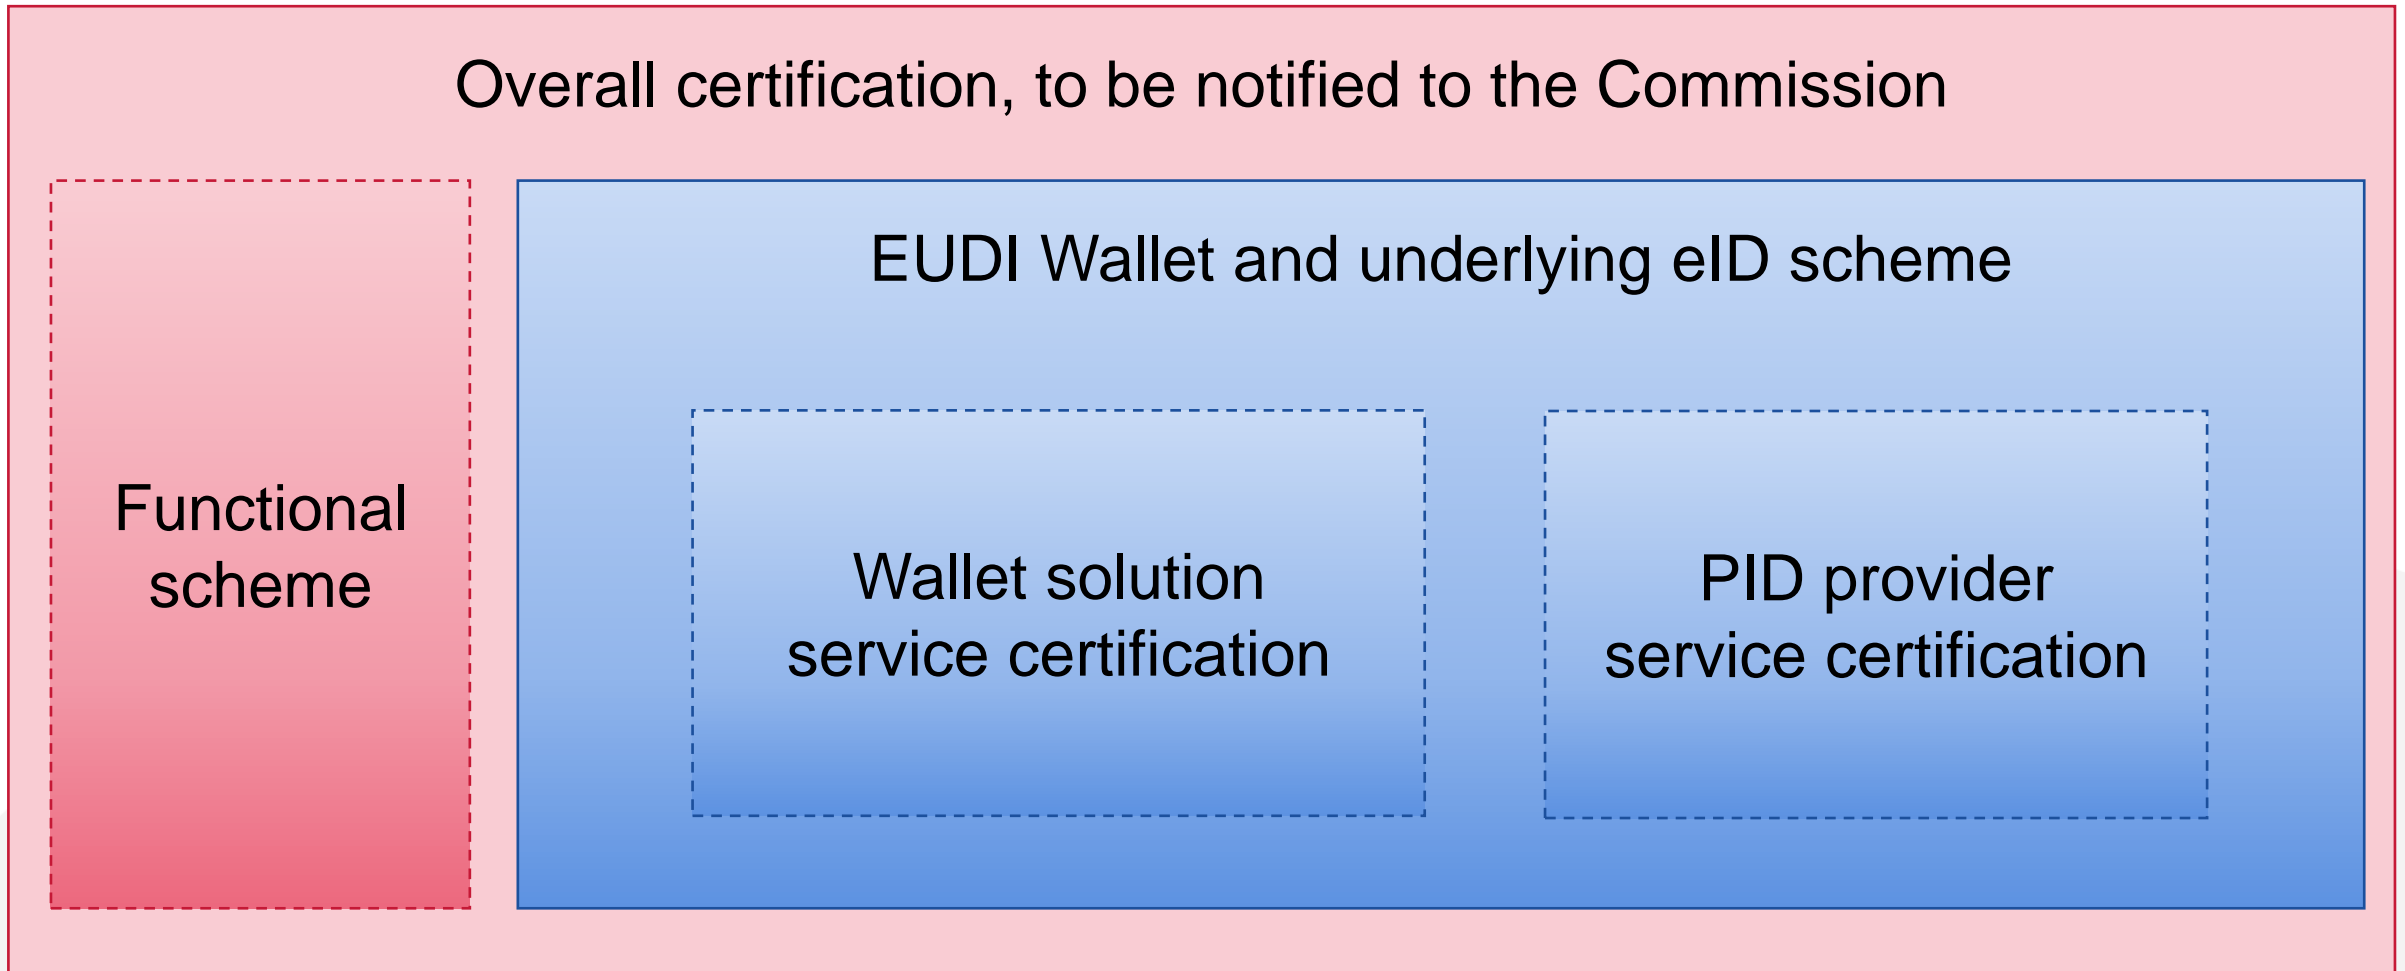 Overall certification, to be notified to the Commission
EUDI Wallet and underlying eID scheme
Functional
scheme
Wallet solution
service certification
PID provider
service certification